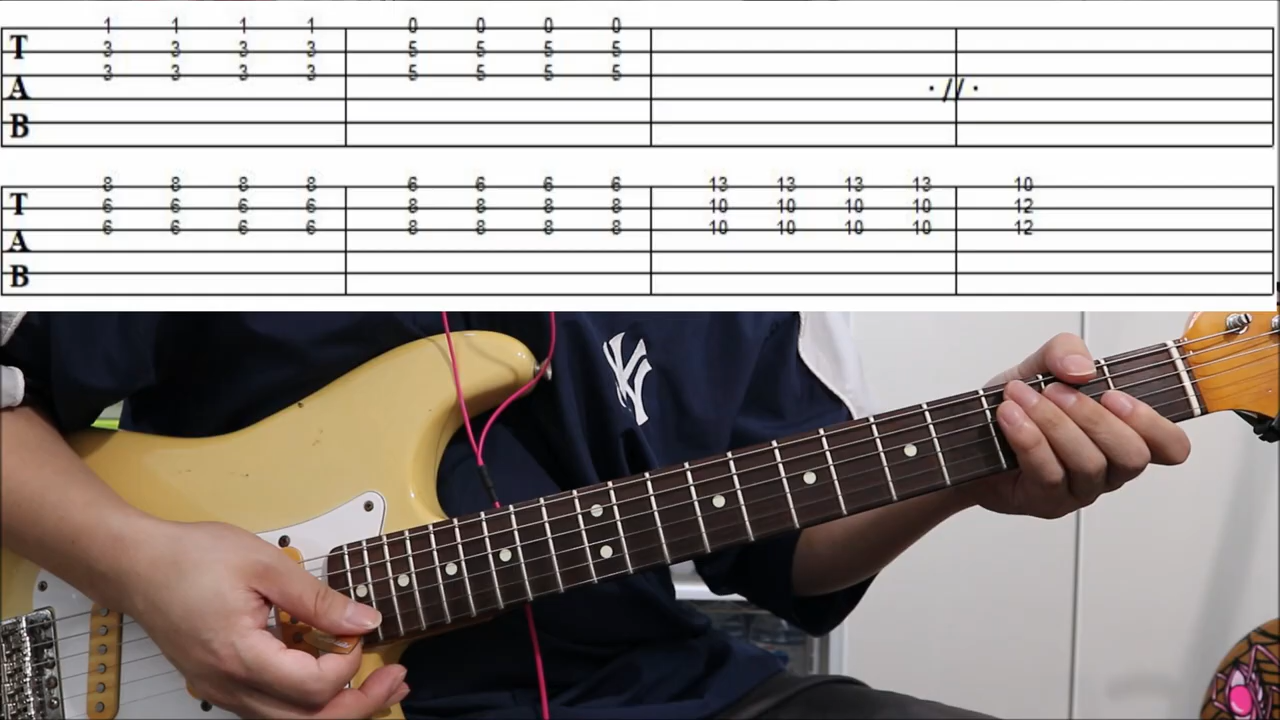 1 1 1 1 0 0 0 0
T 3 3 3 3 5 5 5 5
3 3 3 3 5 5 5 5
A · // ·
B
8 8 8 8 6 6 6 6 13 13 13 13 10
T 6 6 6 6 8 8 8 8 10 10 10 10 12
6 6 6 6 8 8 8 8 10 10 10 10 12
A
B
NY